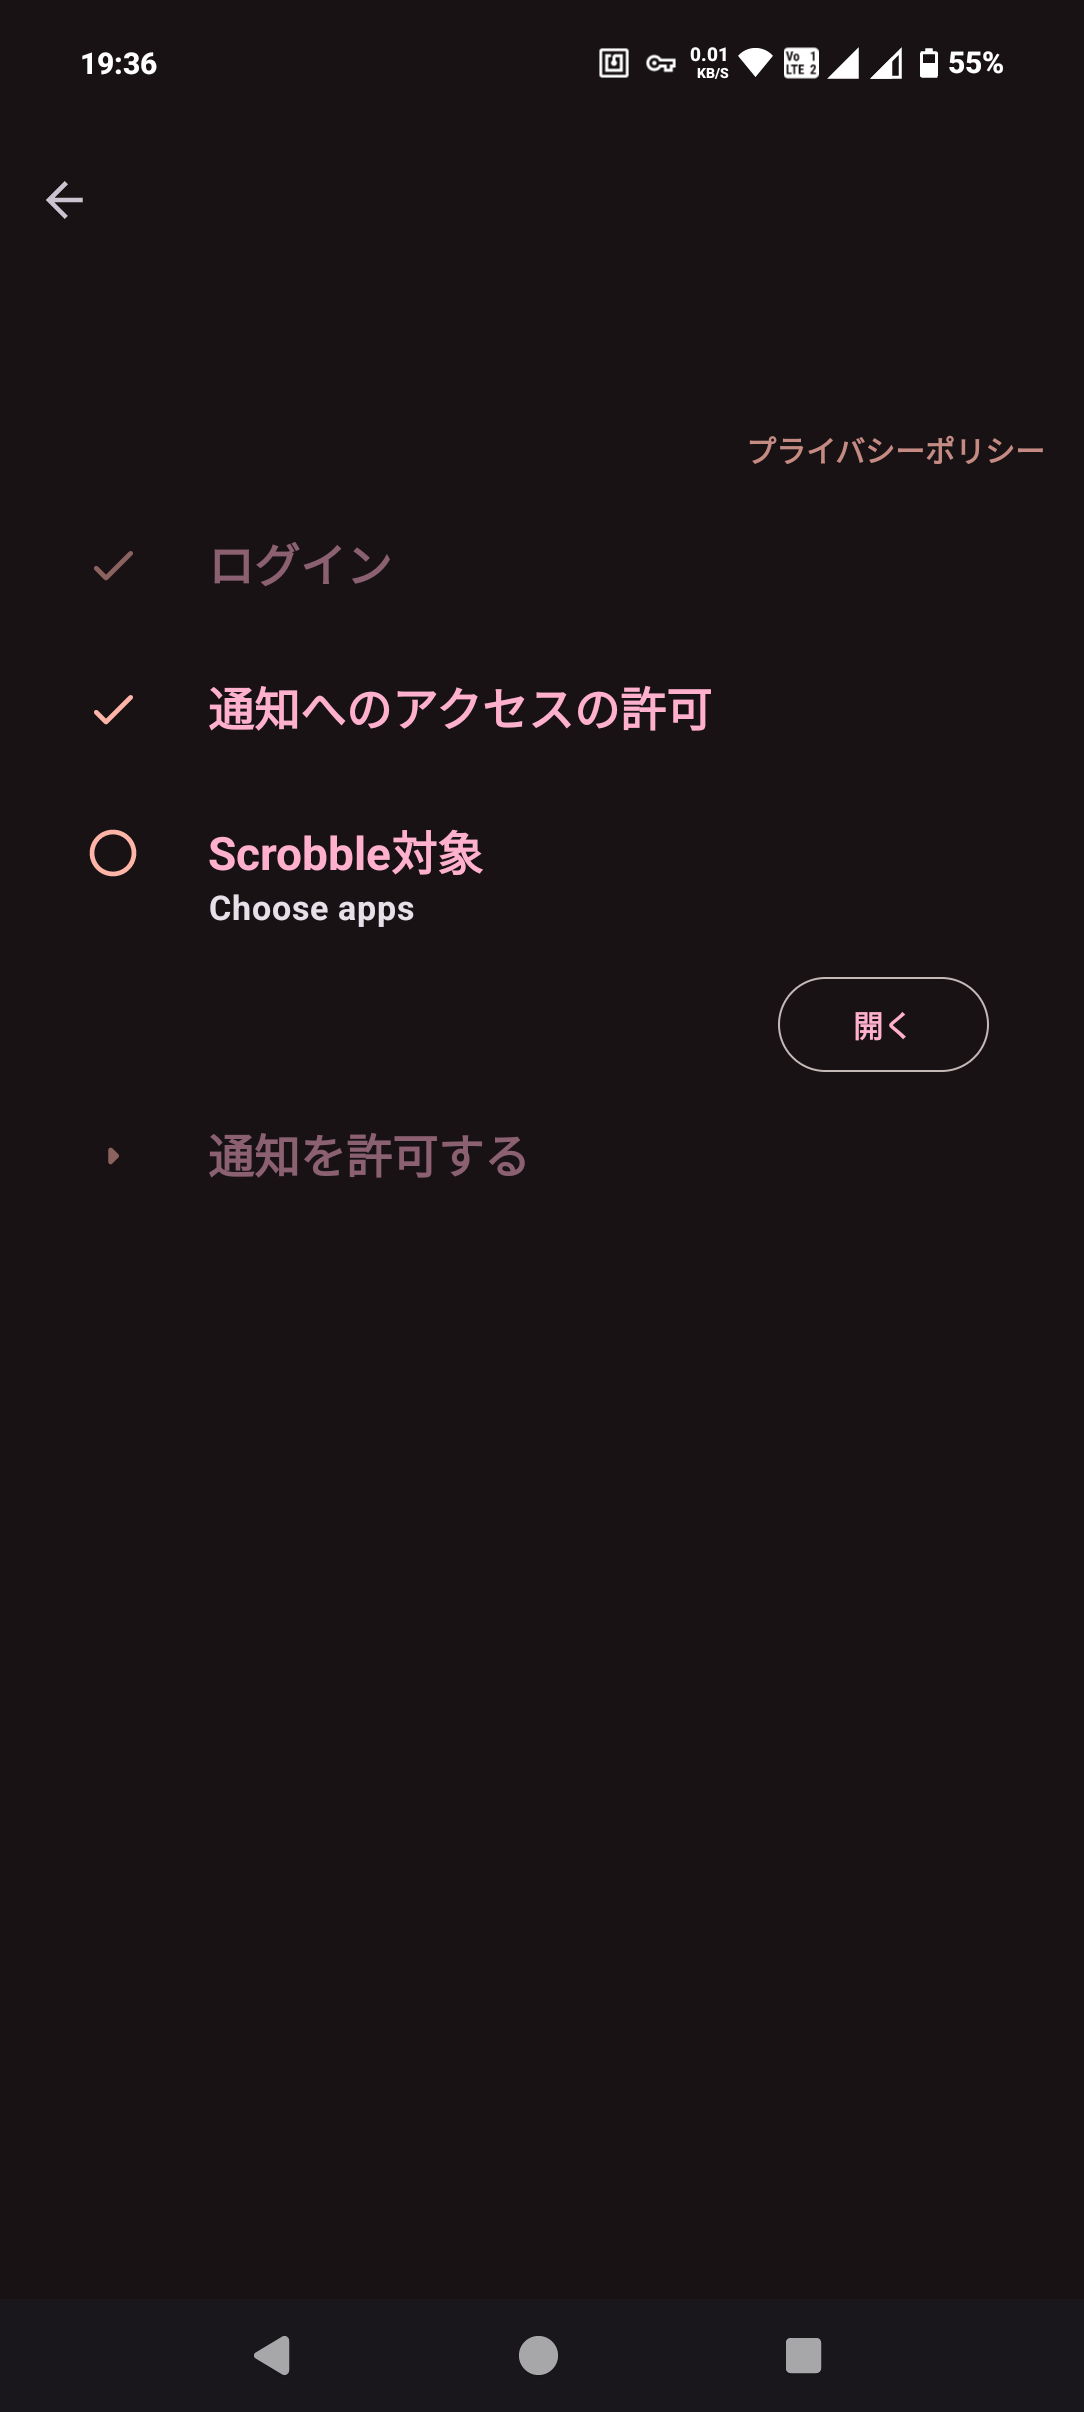 19:36
0.01
KB/S
Vo 1
LTE 2
55%
プライバシーポリシー
ログイン
通知へのアクセスの許可
Scrobble対象
Choose apps
開く
通知を許可する